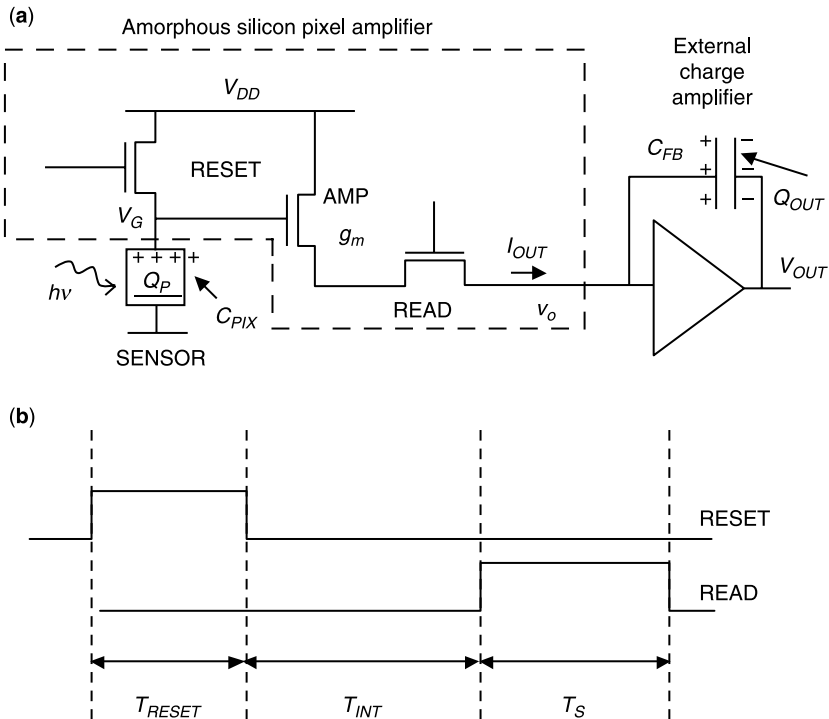 (a)
Amorphous silicon pixel amplifier
External
charge
amplifier
V_DD
C_FB
+ −
RESET
+ −
AMP
+ −
Q_OUT
V_G
g_m
I_OUT
V_OUT
+ + + +
hν
Q_P
READ
v_o
C_PIX
SENSOR
(b)
RESET
READ
T_RESET
T_INT
T_S